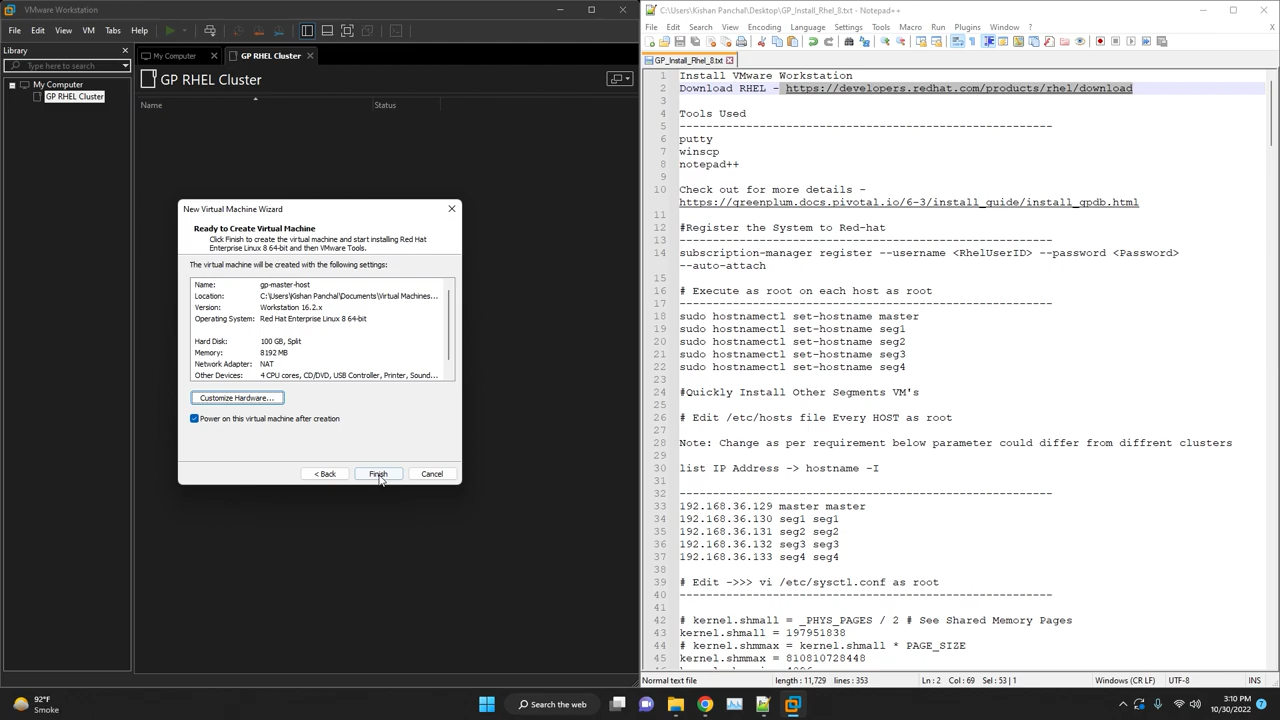 VMware Workstation
File Edit View VM Tabs Help
Library
Type here to search
My Computer
GP RHEL Cluster
My Computer
GP RHEL Cluster
GP RHEL Cluster
Name Status
New Virtual Machine Wizard
Ready to Create Virtual Machine
Click Finish to create the virtual machine and start installing Red Hat
Enterprise Linux 8 64-bit and then VMware Tools.
The virtual machine will be created with the following settings:
Name: gp-master-host
Location: C:\Users\Kishan Panchal\Documents\Virtual Machines...
Version: Workstation 16.2.x
Operating System: Red Hat Enterprise Linux 8 64-bit
Hard Disk: 100 GB, Split
Memory: 8192 MB
Network Adapter: NAT
Other Devices: 4 CPU cores, CD/DVD, USB Controller, Printer, Sound...
Customize Hardware...
Power on this virtual machine after creation
< Back Finish Cancel
C:\Users\Kishan Panchal\Desktop\GP_Install_Rhel_8.txt - Notepad++
File Edit Search View Encoding Language Settings Tools Macro Run Plugins Window ?
GP_Install_Rhel_8.txt
1 Install VMware Workstation
2 Download RHEL - https://developers.redhat.com/products/rhel/download
3
4 Tools Used
5 --------------------------------------------------------
6 putty
7 winscp
8 notepad++
9
10 Check out for more details -
https://greenplum.docs.pivotal.io/6-3/install_guide/install_gpdb.html
11
12 #Register the System to Red-hat
13 --------------------------------------------------------
14 subscription-manager register --username <RhelUserID> --password <Password>
--auto-attach
15
16 # Execute as root on each host as root
17 --------------------------------------------------------
18 sudo hostnamectl set-hostname master
19 sudo hostnamectl set-hostname seg1
20 sudo hostnamectl set-hostname seg2
21 sudo hostnamectl set-hostname seg3
22 sudo hostnamectl set-hostname seg4
23
24 #Quickly Install Other Segments VM's
25
26 # Edit /etc/hosts file Every HOST as root
27
28 Note: Change as per requirement below parameter could differ from diffrent clusters
29
30 list IP Address -> hostname -I
31
32 --------------------------------------------------------
33 192.168.36.129 master master
34 192.168.36.130 seg1 seg1
35 192.168.36.131 seg2 seg2
36 192.168.36.132 seg3 seg3
37 192.168.36.133 seg4 seg4
38
39 # Edit ->>> vi /etc/sysctl.conf as root
40 --------------------------------------------------------
41
42 # kernel.shmall = _PHYS_PAGES / 2 # See Shared Memory Pages
43 kernel.shmall = 197951838
44 # kernel.shmmax = kernel.shmall * PAGE_SIZE
45 kernel.shmmax = 810810728448
Normal text file length : 11,729 lines : 353 Ln : 2 Col : 69 Sel : 53 | 1 Windows (CR LF) UTF-8 INS
92°F
Smoke
Search the web
3:10 PM
10/30/2022